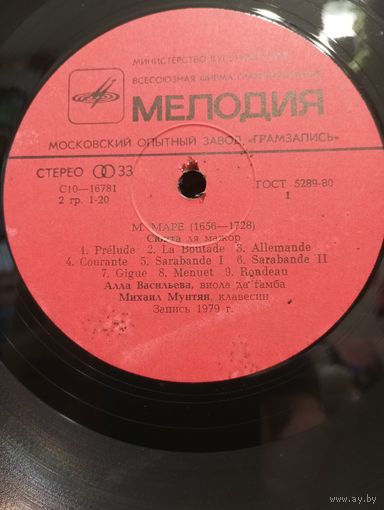 МИНИСТЕРСТВО КУЛЬТУРЫ
ВСЕСОЮЗНАЯ ФИРМА
МЕЛОДИЯ
МОСКОВСКИЙ ОПЫТНЫЙ ЗАВОД «ГРАМЗАПИСЬ»
СТЕРЕО 33
С10—16781
2 гр. 1-20
ГОСТ 5289-80
1
М. МАРЕ (1656—1728)
Сюита ля мажор
1. Prélude 2. La Boutade 3. Allemande
4. Courante 5. Sarabande I 6. Sarabande II
7. Gigue 8. Menuet 9. Rondeau
Алла Васильева, виола да гамба
Михаил Мунтян, клавесин
Запись 1979 г.
© av.by